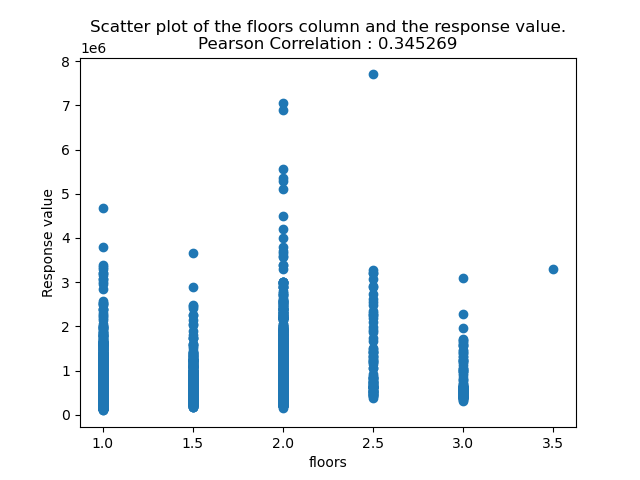 Scatter plot of the floors column and the response value.
Pearson Correlation : 0.345269
1e6
8
7
6
5
4
3
2
1
0
Response value
1.0 1.5 2.0 2.5 3.0 3.5
floors